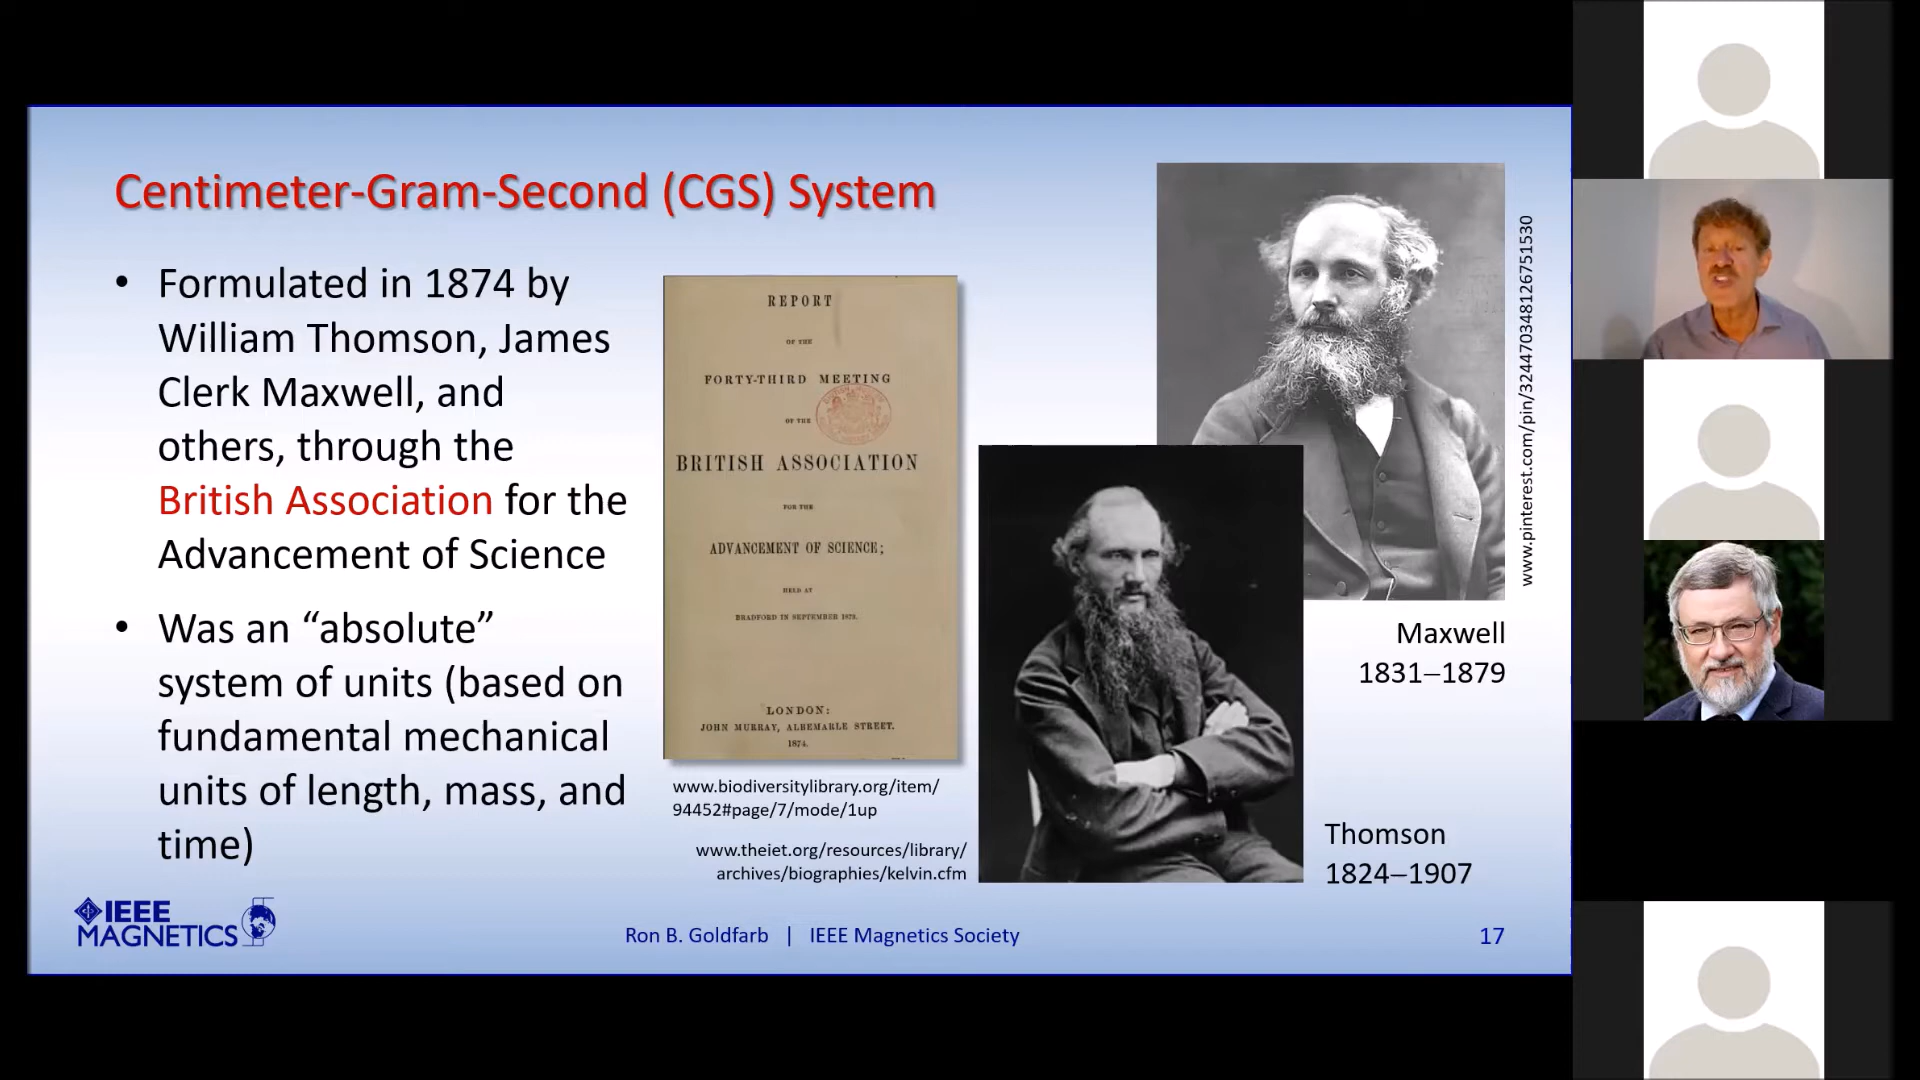 Centimeter-Gram-Second (CGS) System
• Formulated in 1874 by
William Thomson, James
Clerk Maxwell, and
others, through the
British Association for the
Advancement of Science
• Was an “absolute”
system of units (based on
fundamental mechanical
units of length, mass, and
time)
REPORT
OF THE
FORTY-THIRD MEETING
OF THE
BRITISH ASSOCIATION
FOR THE
ADVANCEMENT OF SCIENCE;
HELD AT
BRADFORD IN SEPTEMBER 1873.
LONDON:
JOHN MURRAY, ALBEMARLE STREET.
1874.
www.biodiversitylibrary.org/item/
94452#page/7/mode/1up
www.theiet.org/resources/library/
archives/biographies/kelvin.cfm
www.pinterest.com/pin/324470348126751530
Maxwell
1831–1879
Thomson
1824–1907
IEEE
MAGNETICS
Ron B. Goldfarb | IEEE Magnetics Society
17